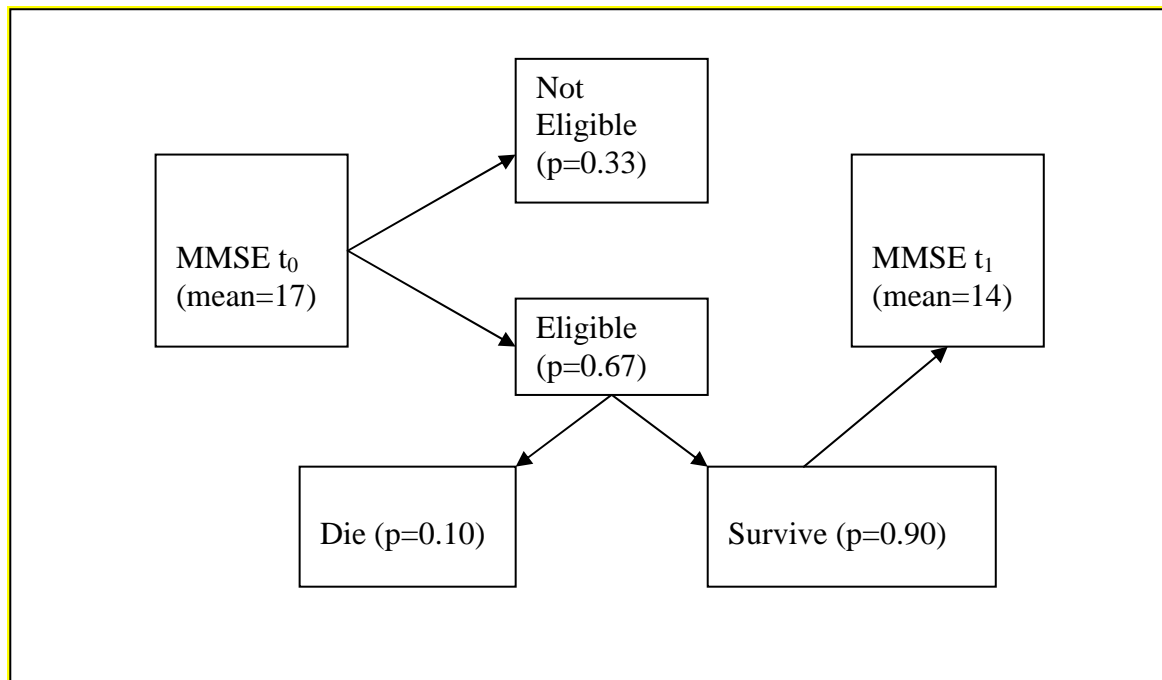 Not
Eligible
(p=0.33)
MMSE t₀
(mean=17)
MMSE t₁
(mean=14)
Eligible
(p=0.67)
Die (p=0.10)
Survive (p=0.90)